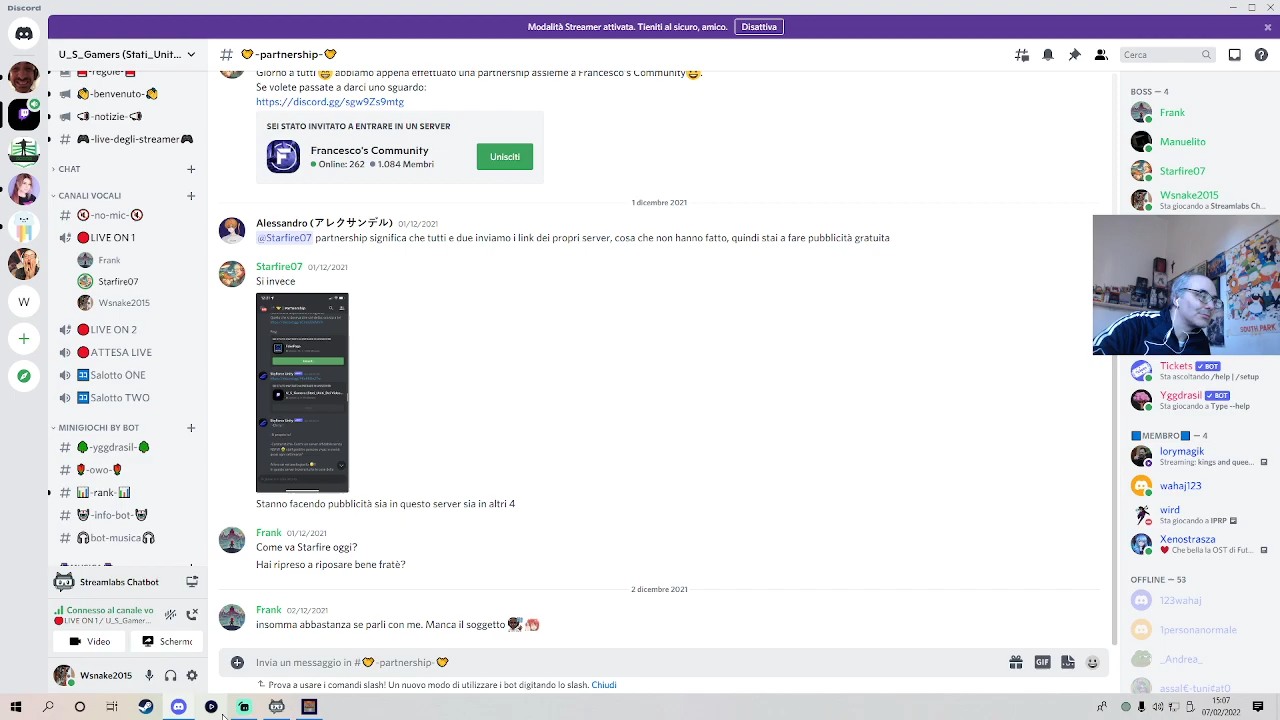 Discord
Modalità Streamer attivata. Tieniti al sicuro, amico. Disattiva
U_S_Gamers (Stati_Unit...
-regole-
-benvenuto-
-notizie-
-live-degli-streamer
CHAT
CANALI VOCALI
-no-mic-
LIVE ON 1
Frank
Starfire07
Wsnake2015
LIVE ON 2
ATTESA LIVE
Salotto ONE
Salotto TWO
MINIGIOCHI BY BOT
-yggdrasil-
-owo-
-rank-
-info-bot-
-bot-musica
W
Streamlabs Chatbot
Connesso al canale vo
LIVE ON 1 / U_S_Gamer...
Video
Schermo
Wsnake2015
# -partnership-
Cerca
Giorno a tutti abbiamo appena effettuato una partnership assieme a Francesco's Community.
Se volete passate a darci uno sguardo:
https://discord.gg/sgw9Zs9mtg
SEI STATO INVITATO A ENTRARE IN UN SERVER
Francesco's Community
Online: 262 1.084 Membri
Unisciti
1 dicembre 2021
Alessandro (アレクサンデル) 01/12/2021
@Starfire07 partnership significa che tutti e due inviamo i link dei propri server, cosa che non hanno fatto, quindi stai a fare pubblicità gratuita
Starfire07 01/12/2021
Si invece
Stanno facendo pubblicità sia in questo server sia in altri 4
Frank 01/12/2021
Come va Starfire oggi?
Hai ripreso a riposare bene fratè?
2 dicembre 2021
Frank 02/12/2021
insomma abbastanza se parli con me. Manca il soggetto
Invia un messaggio in # -partnership-
GIF
Prova a usare i comandi slash! Un nuovo modo di utilizzare i bot digitando lo slash. Chiudi
BOSS — 4
Frank
Manuelito
Starfire07
Wsnake2015
Sta giocando a Streamlabs Ch...
SOUTH PARK
Tickets BOT
Sta ascoltando /help | /setup
Yggdrasil BOT
Sta giocando a Type --help
MEMBRO — 4
lorymagik
Streaming: kings and quee...
wahaj123
wird
Sta giocando a IPRP
Xenostrasza
Che bella la OST di Fut...
OFFLINE — 53
123wahaj
1personanormale
_Andrea_
assal€-tuni¢at0
15:07
07/02/2022